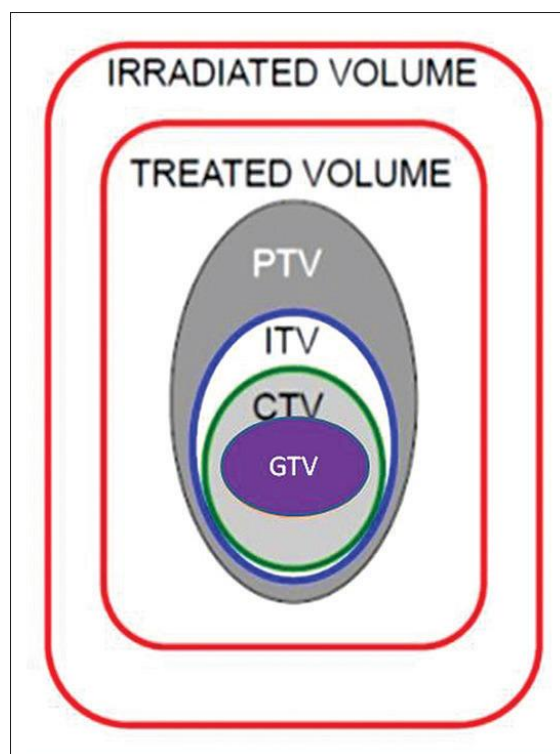 IRRADIATED VOLUME
TREATED VOLUME
PTV
ITV
CTV
GTV